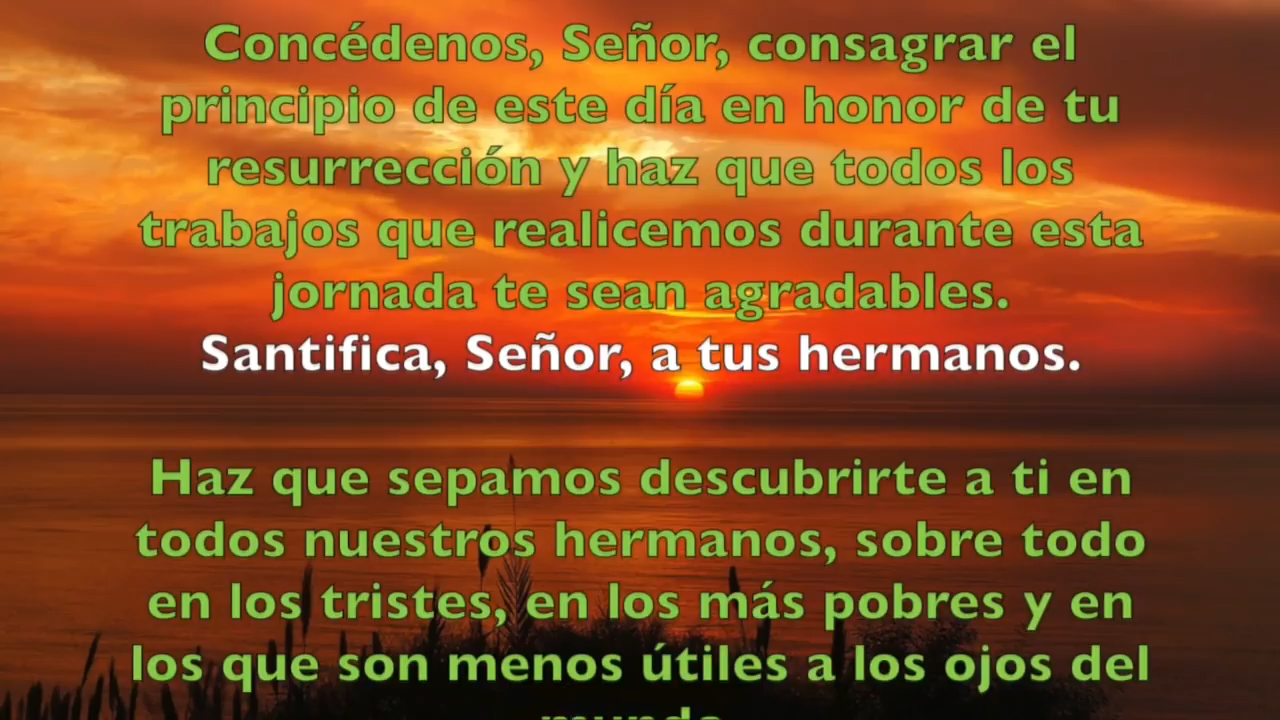 Concédenos, Señor, consagrar el
principio de este día en honor de tu
resurrección y haz que todos los
trabajos que realicemos durante esta
jornada te sean agradables.
Santifica, Señor, a tus hermanos.
Haz que sepamos descubrirte a ti en
todos nuestros hermanos, sobre todo
en los tristes, en los más pobres y en
los que son menos útiles a los ojos del